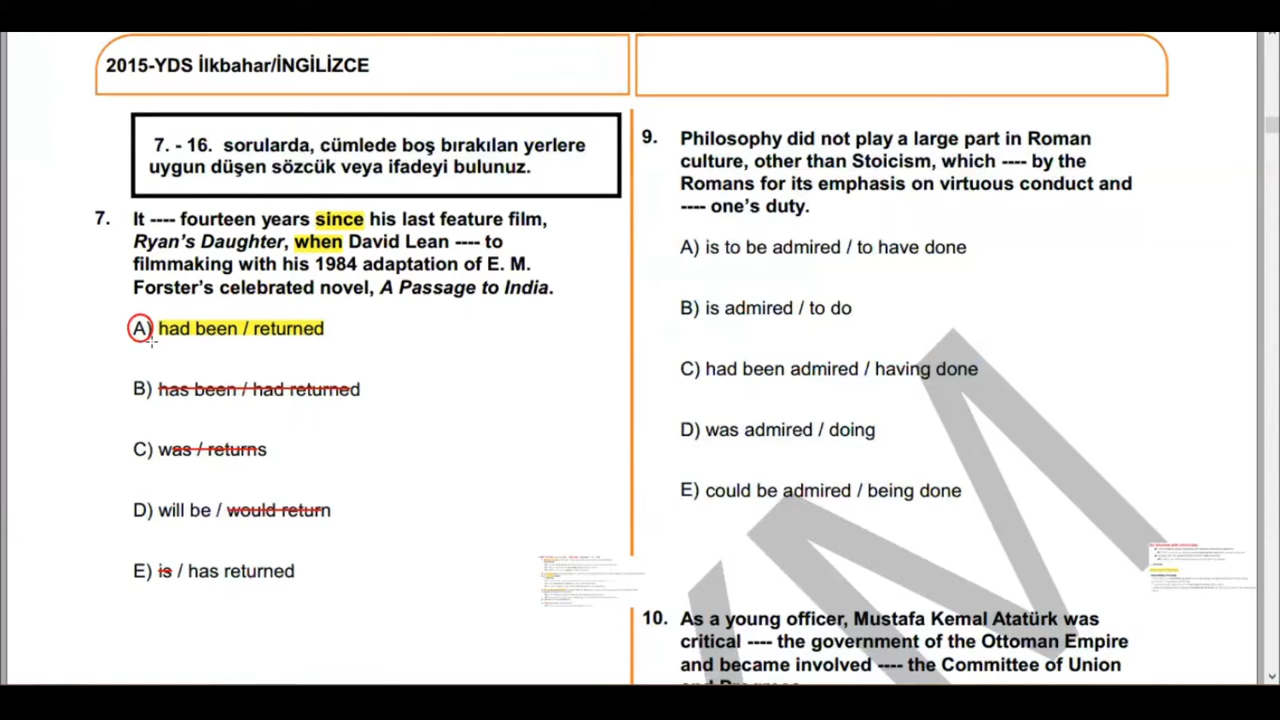 2015-YDS İlkbahar/İNGİLİZCE
7. - 16. sorularda, cümlede boş bırakılan yerlere
uygun düşen sözcük veya ifadeyi bulunuz.
7. It ---- fourteen years since his last feature film,
Ryan's Daughter, when David Lean ---- to
filmmaking with his 1984 adaptation of E. M.
Forster's celebrated novel, A Passage to India.
A) had been / returned
B) has been / had returned
C) was / returns
D) will be / would return
E) is / has returned
9. Philosophy did not play a large part in Roman
culture, other than Stoicism, which ---- by the
Romans for its emphasis on virtuous conduct and
---- one's duty.
A) is to be admired / to have done
B) is admired / to do
C) had been admired / having done
D) was admired / doing
E) could be admired / being done
10. As a young officer, Mustafa Kemal Atatürk was
critical ---- the government of the Ottoman Empire
and became involved ---- the Committee of Union
and Progress.